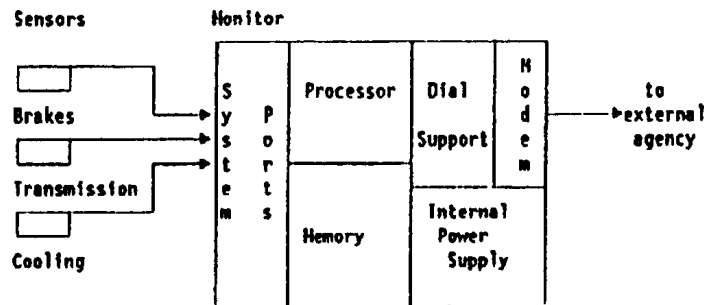 Sensors
Monitor
Brakes
Transmission
Cooling
System
Ports
Processor
Memory
Dial
Support
Modem
Internal
Power
Supply
to
external
agency